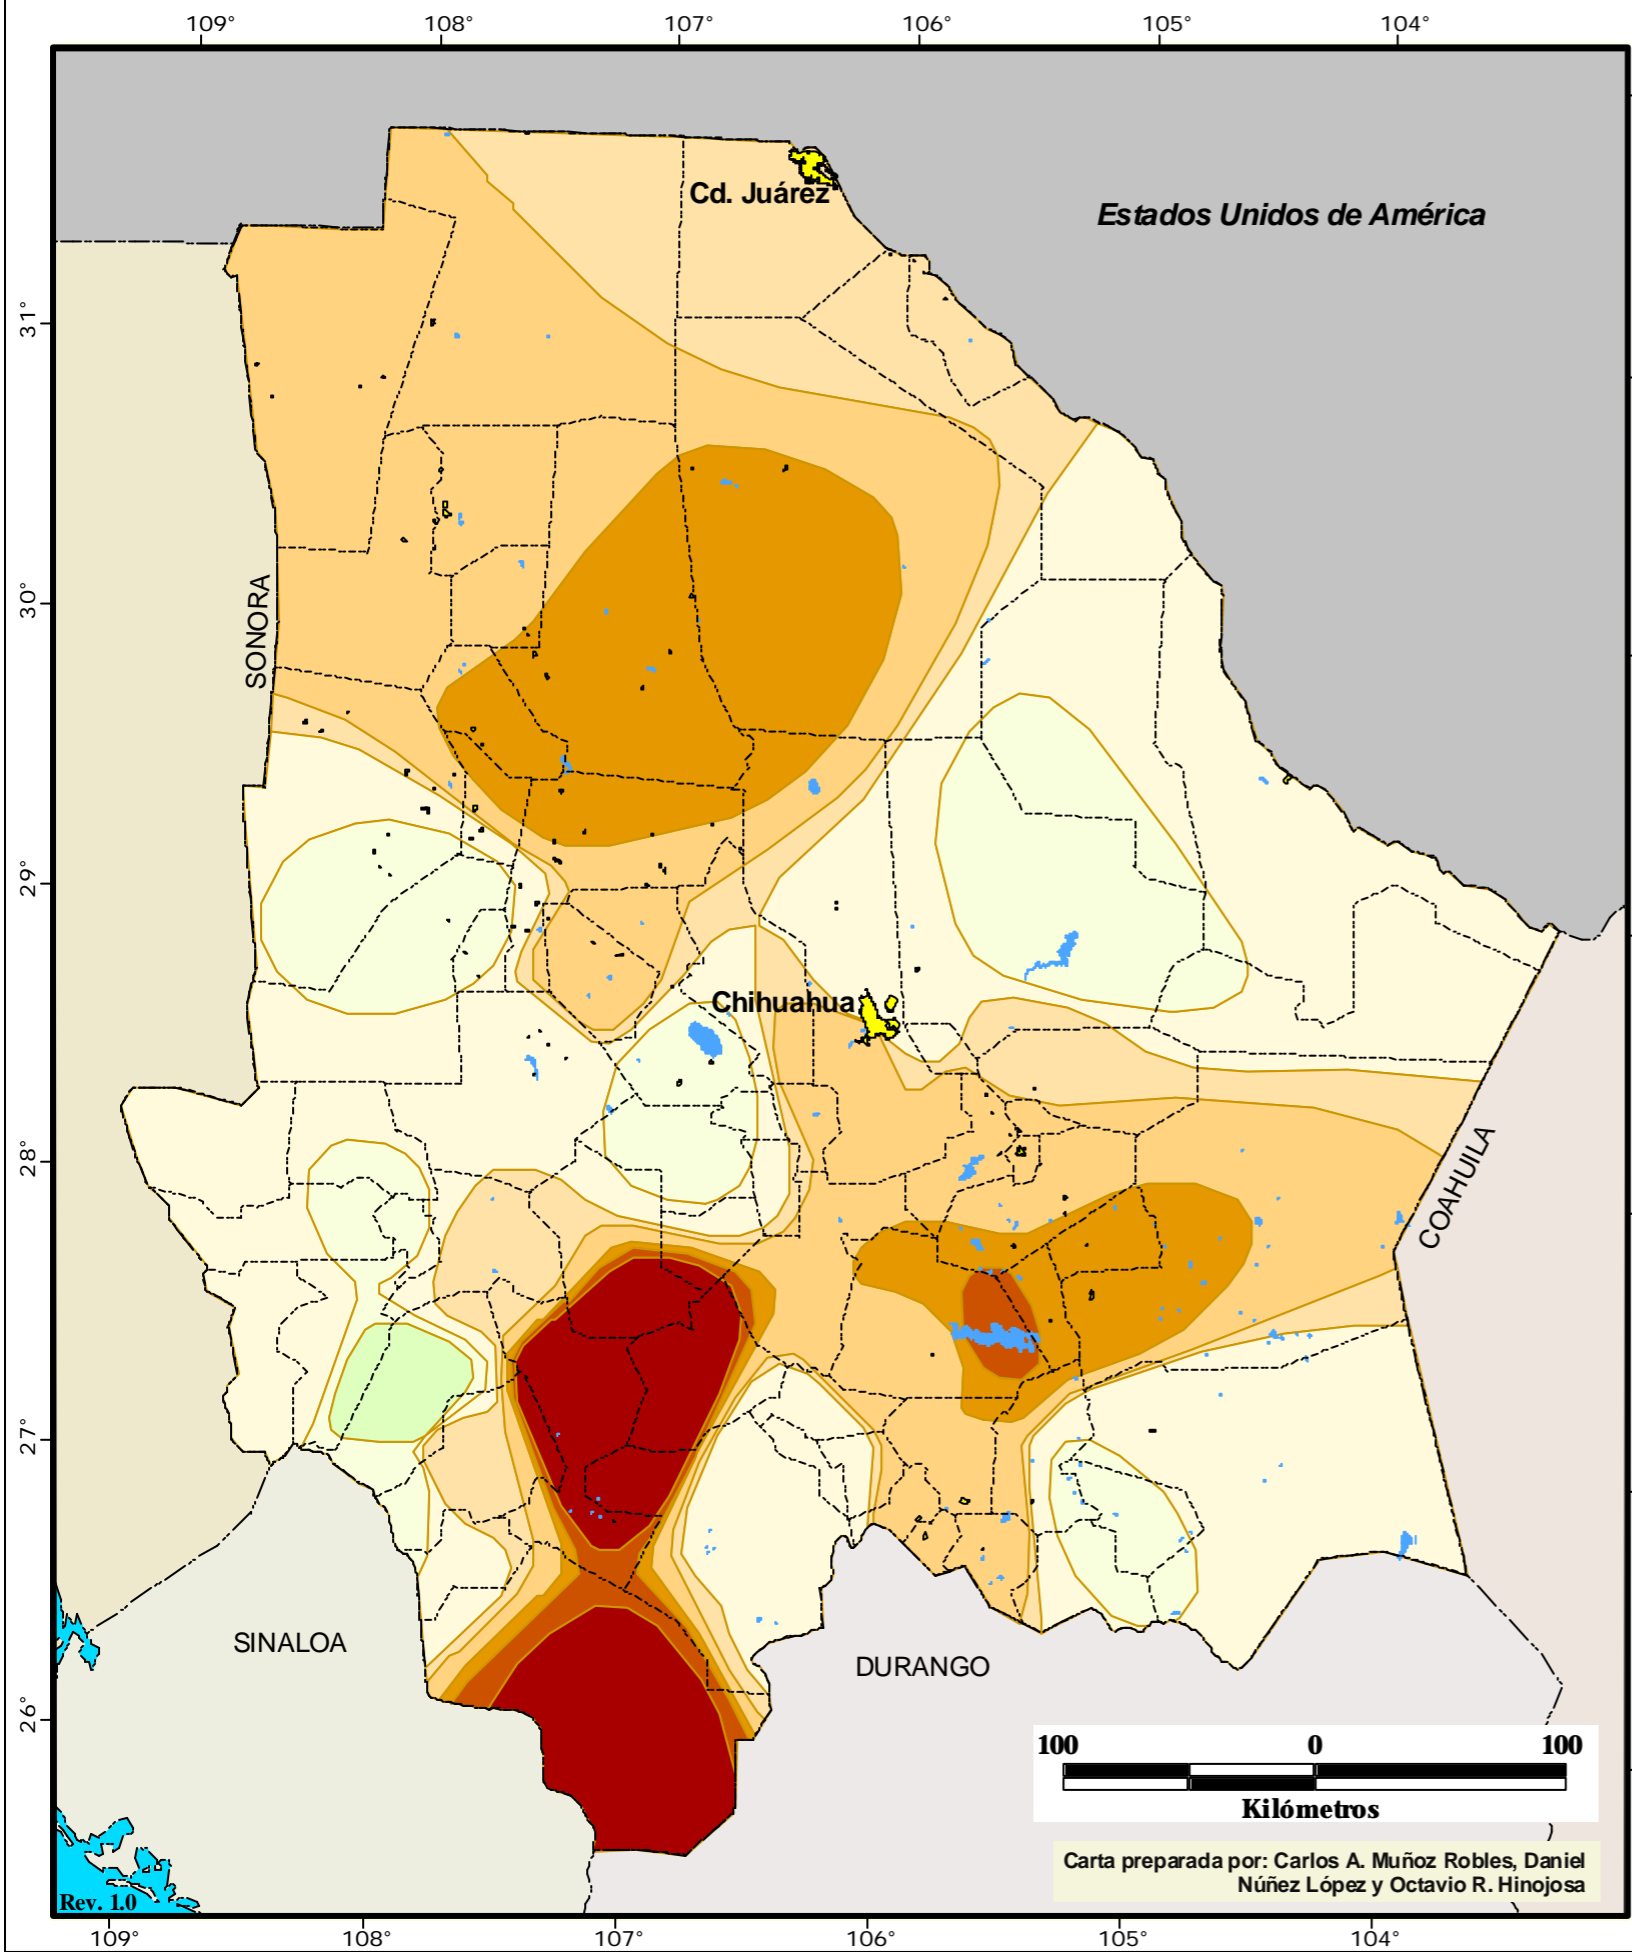 109° 108° 107° 106° 105° 104°
Cd. Juárez
Estados Unidos de América
31°
30°
SONORA
29°
Chihuahua
28°
COAHUILA
27°
SINALOA
DURANGO
26°
100 0 100
Kilómetros
Carta preparada por: Carlos A. Muñoz Robles, Daniel
Núñez López y Octavio R. Hinojosa
Rev. 1.0
109° 108° 107° 106° 105° 104°